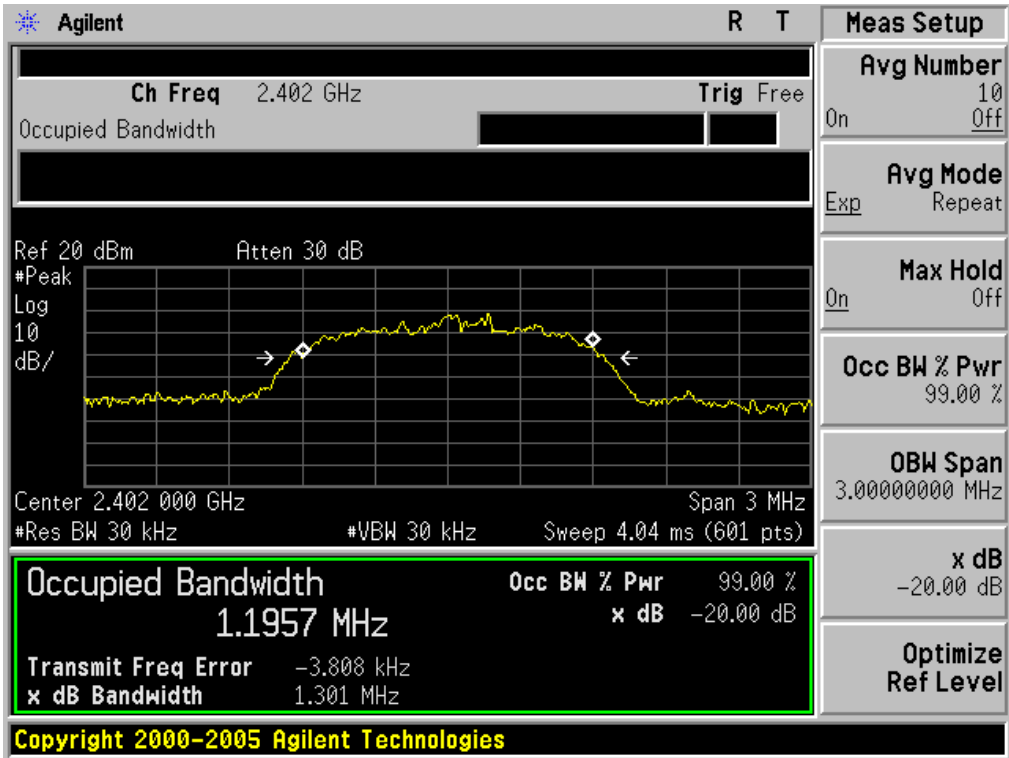 Agilent R T
Ch Freq 2.402 GHz Trig Free
Occupied Bandwidth
Ref 20 dBm Atten 30 dB
#Peak
Log
10
dB/
Center 2.402 000 GHz Span 3 MHz
#Res BW 30 kHz #VBW 30 kHz Sweep 4.04 ms (601 pts)
Occupied Bandwidth Occ BW % Pwr 99.00 %
1.1957 MHz x dB -20.00 dB
Transmit Freq Error -3.808 kHz
x dB Bandwidth 1.301 MHz
Copyright 2000-2005 Agilent Technologies
Meas Setup
Avg Number
10
On Off
Avg Mode
Exp Repeat
Max Hold
On Off
Occ BW % Pwr
99.00 %
OBW Span
3.00000000 MHz
x dB
-20.00 dB
Optimize
Ref Level